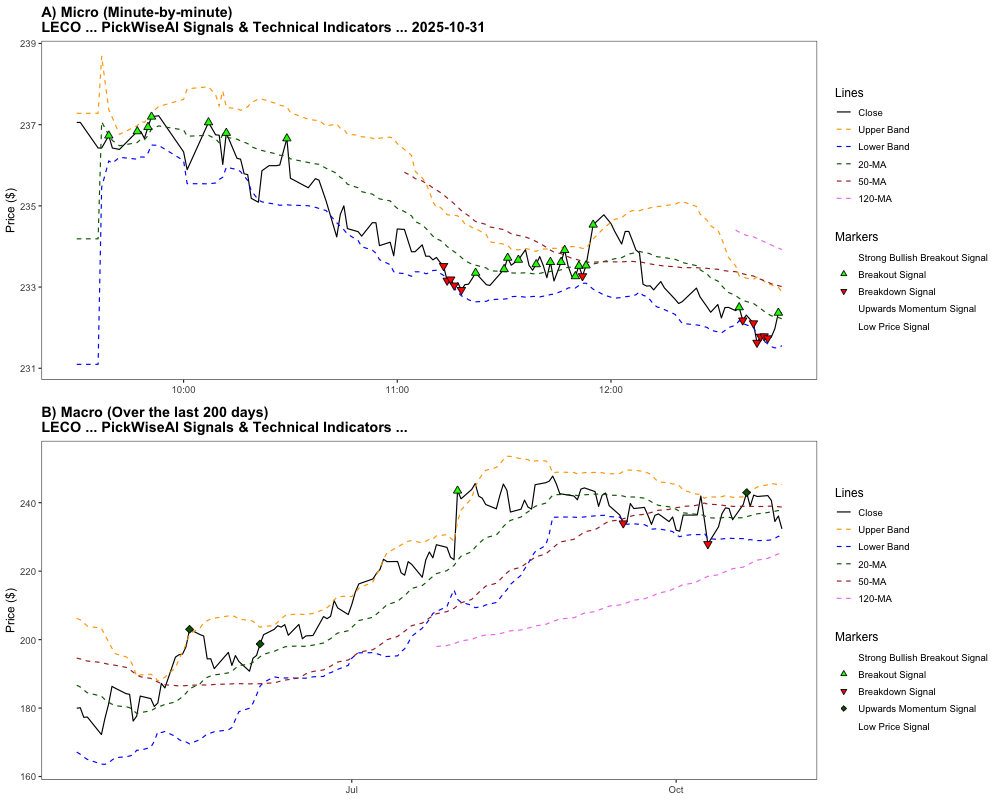 A) Micro (Minute-by-minute)
LECO ... PickWiseAI Signals & Technical Indicators ... 2025-10-31
239
237
235
233
231
Price ($)
10:00
11:00
12:00
Lines
Close
Upper Band
Lower Band
20-MA
50-MA
120-MA
Markers
Strong Bullish Breakout Signal
Breakout Signal
Breakdown Signal
Upwards Momentum Signal
Low Price Signal
B) Macro (Over the last 200 days)
LECO ... PickWiseAI Signals & Technical Indicators ...
240
220
200
180
160
Price ($)
Jul
Oct
Lines
Close
Upper Band
Lower Band
20-MA
50-MA
120-MA
Markers
Strong Bullish Breakout Signal
Breakout Signal
Breakdown Signal
Upwards Momentum Signal
Low Price Signal